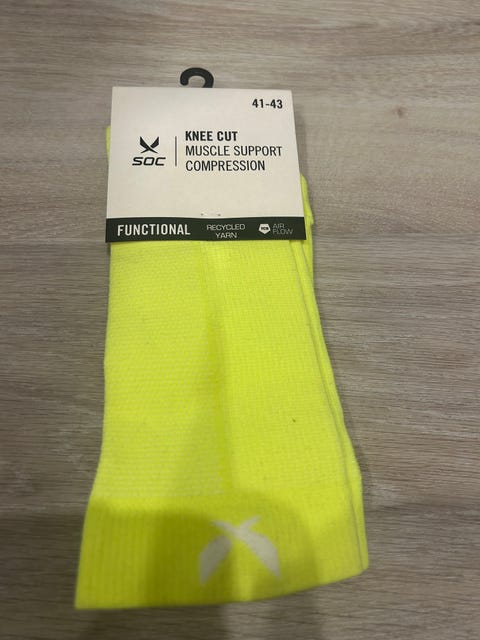 41-43
SOC
KNEE CUT
MUSCLE SUPPORT
COMPRESSION
FUNCTIONAL
RECYCLED
YARN
AIR
FLOW